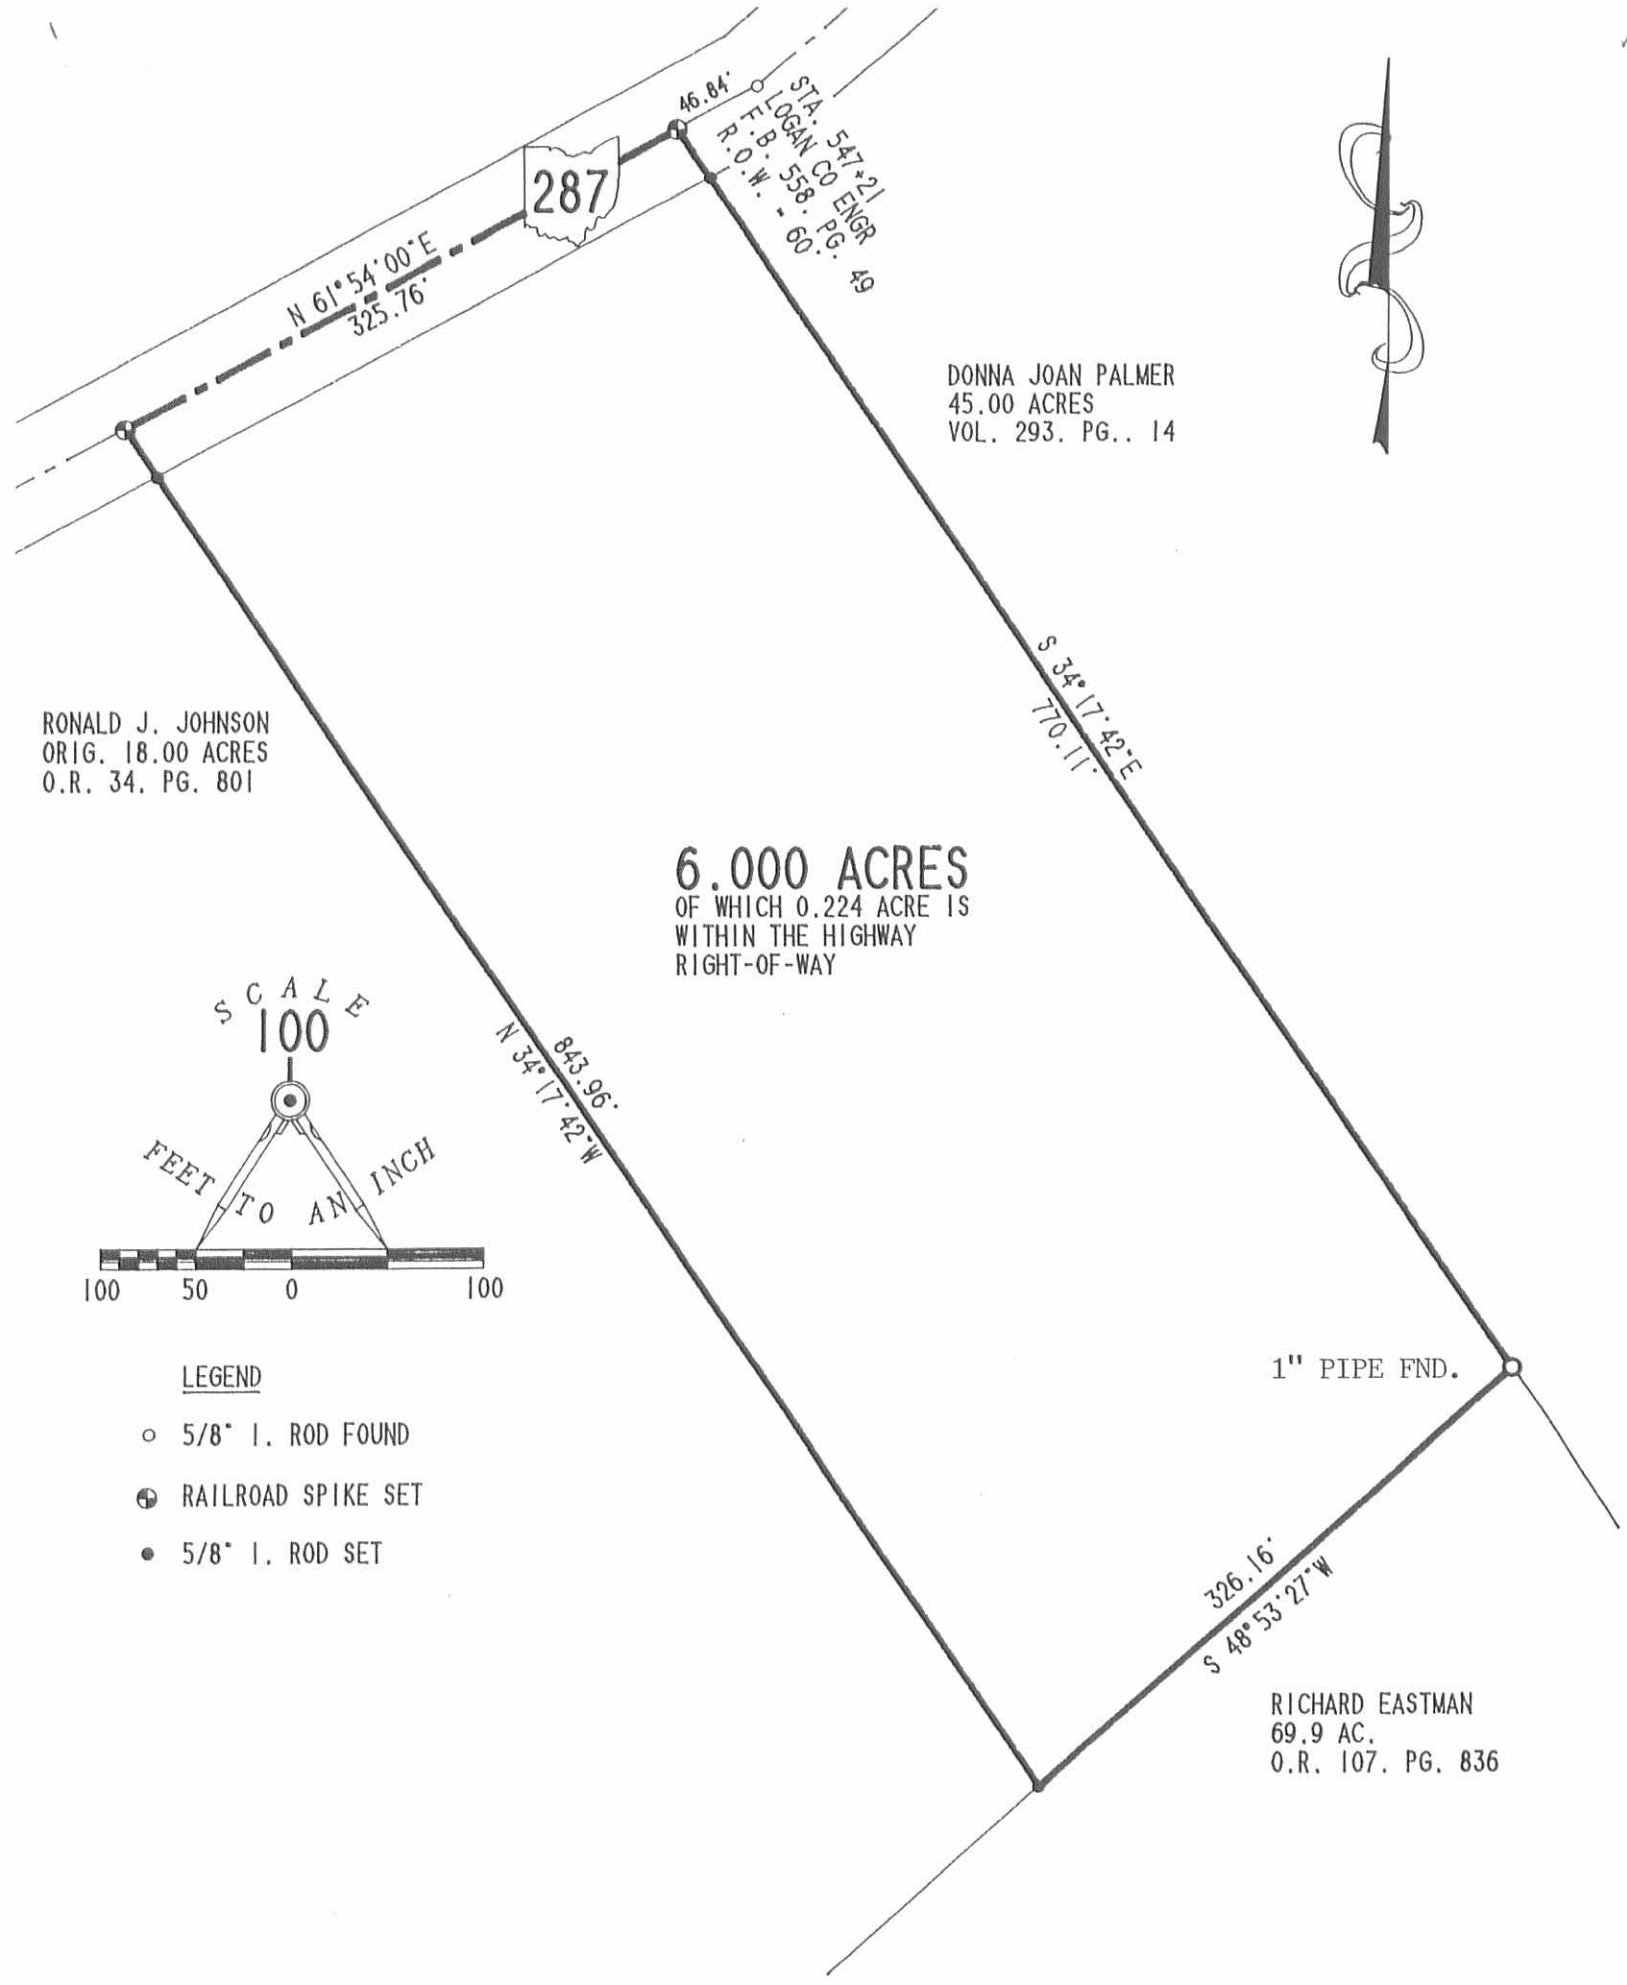 46.84'
STA. 547+21
LOGAN CO ENGR
F.B. 558. PG. 49
R.O.W. - 60'
287
N 61°54'00"E
325.76'
DONNA JOAN PALMER
45.00 ACRES
VOL. 293. PG.. 14
S 34°17'42"E
770.11'
RONALD J. JOHNSON
ORIG. 18.00 ACRES
O.R. 34. PG. 801
6.000 ACRES
OF WHICH 0.224 ACRE IS
WITHIN THE HIGHWAY
RIGHT-OF-WAY
843.96'
N 34°17'42"W
SCALE
100
FEET TO AN INCH
100 50 0 100
LEGEND
5/8" I. ROD FOUND
RAILROAD SPIKE SET
5/8" I. ROD SET
1" PIPE FND.
326.16'
S 48°53'27"W
RICHARD EASTMAN
69.9 AC.
O.R. 107. PG. 836